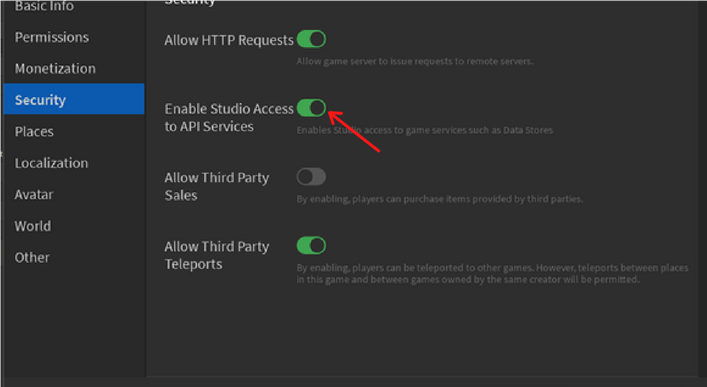 Basic Info
Security
Permissions
Monetization
Security
Places
Localization
Avatar
World
Other
Allow HTTP Requests
Allow game server to issue requests to remote servers.
Enable Studio Access
to API Services
Enables Studio access to game services such as Data Stores
Allow Third Party
Sales
By enabling, players can purchase items provided by third parties.
Allow Third Party
Teleports
By enabling, players can be teleported to other games. However, teleports between places
in this game and between games owned by the same creator will be permitted.